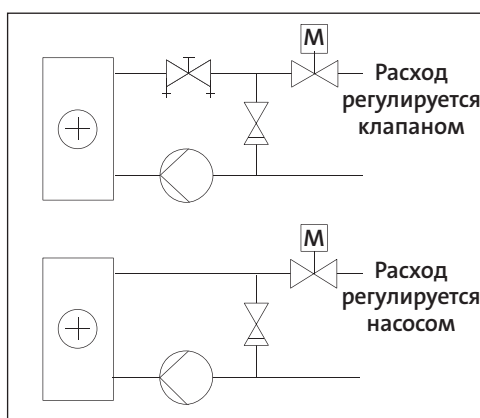 М
Расход
регулируется
клапаном
М
Расход
регулируется
насосом